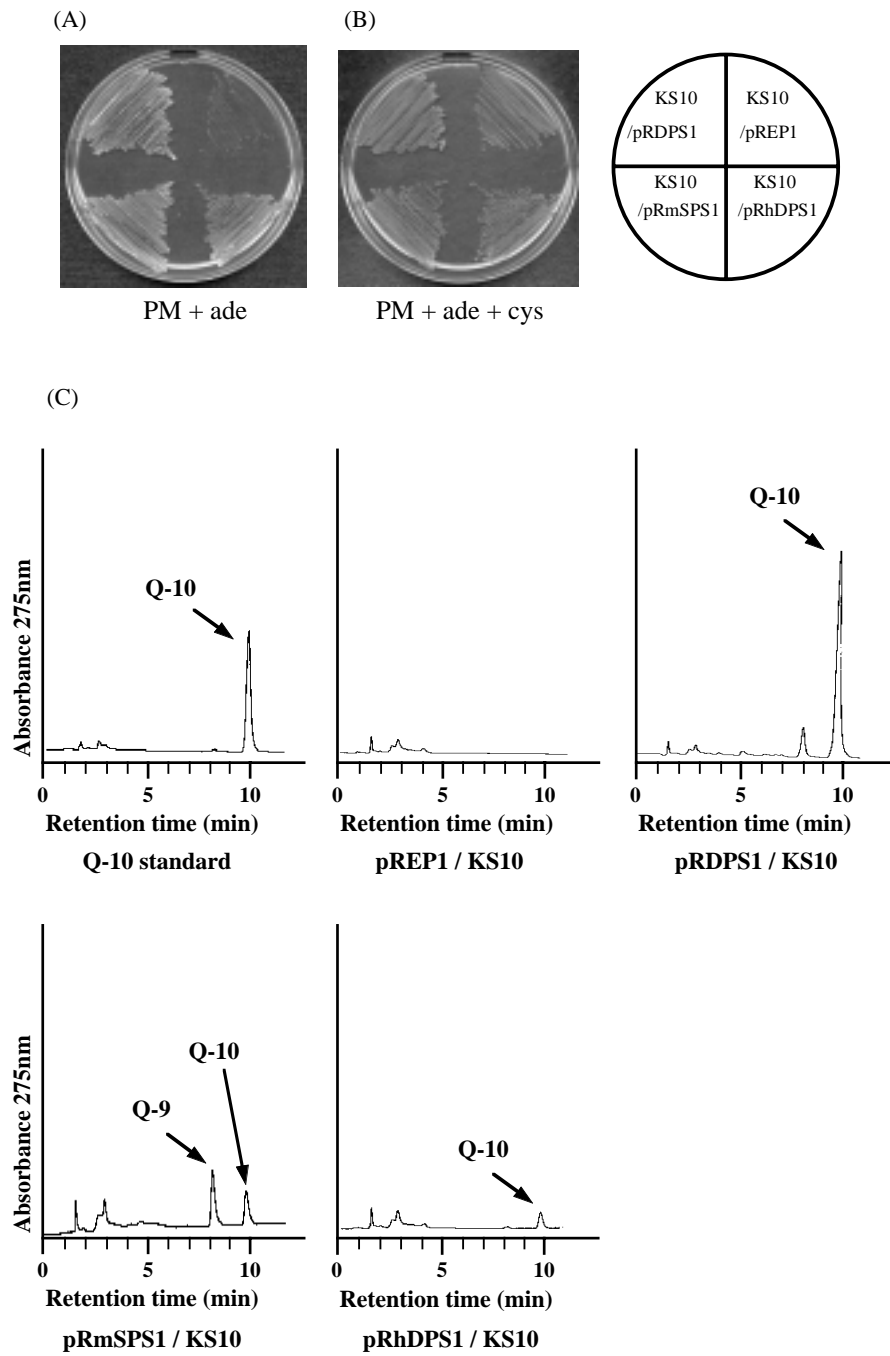 (A)
(B)
KS10
/pRDPS1
KS10
/pREP1
KS10
/pRmSPS1
KS10
/pRhDPS1
PM + ade
PM + ade + cys
(C)
Absorbance 275nm
Q-10
0 5 10
Retention time (min)
Q-10 standard
0 5 10
Retention time (min)
pREP1 / KS10
Q-10
0 5 10
Retention time (min)
pRDPS1 / KS10
Absorbance 275nm
Q-9
Q-10
0 5 10
Retention time (min)
pRmSPS1 / KS10
Q-10
0 5 10
Retention time (min)
pRhDPS1 / KS10